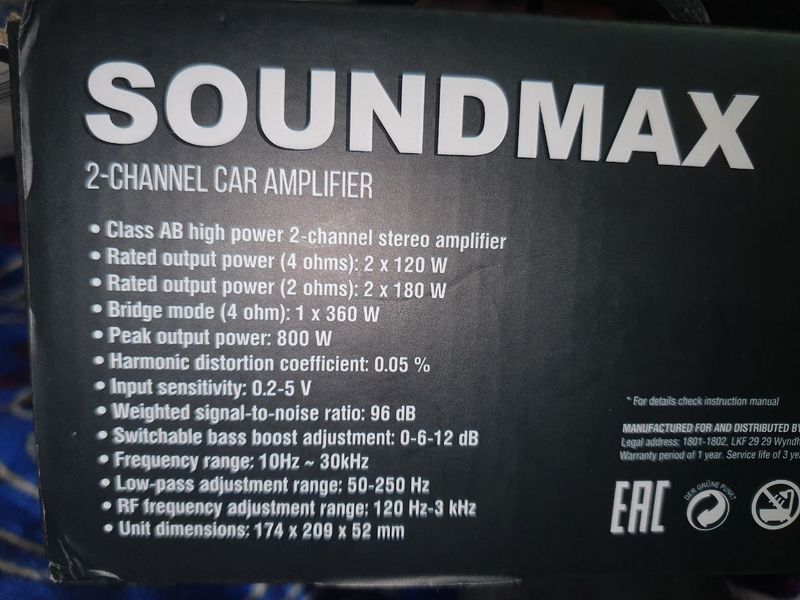 SOUNDMAX
2-CHANNEL CAR AMPLIFIER
• Class AB high power 2-channel stereo amplifier
• Rated output power (4 ohms): 2 x 120 W
• Rated output power (2 ohms): 2 x 180 W
• Bridge mode (4 ohm): 1 x 360 W
• Peak output power: 800 W
• Harmonic distortion coefficient: 0.05 %
• Input sensitivity: 0.2-5 V
• Weighted signal-to-noise ratio: 96 dB
• Switchable bass boost adjustment: 0-6-12 dB
• Frequency range: 10Hz ~ 30kHz
• Low-pass adjustment range: 50-250 Hz
• RF frequency adjustment range: 120 Hz-3 kHz
• Unit dimensions: 174 x 209 x 52 mm
* For details check instruction manual
MANUFACTURED FOR AND DISTRIBUTED BY
Legal address: 1801-1802, LKF 29 29 Wyndh
Warranty period of 1 year. Service life of 3 ye
EAC
DER GRÜNE PUNKT